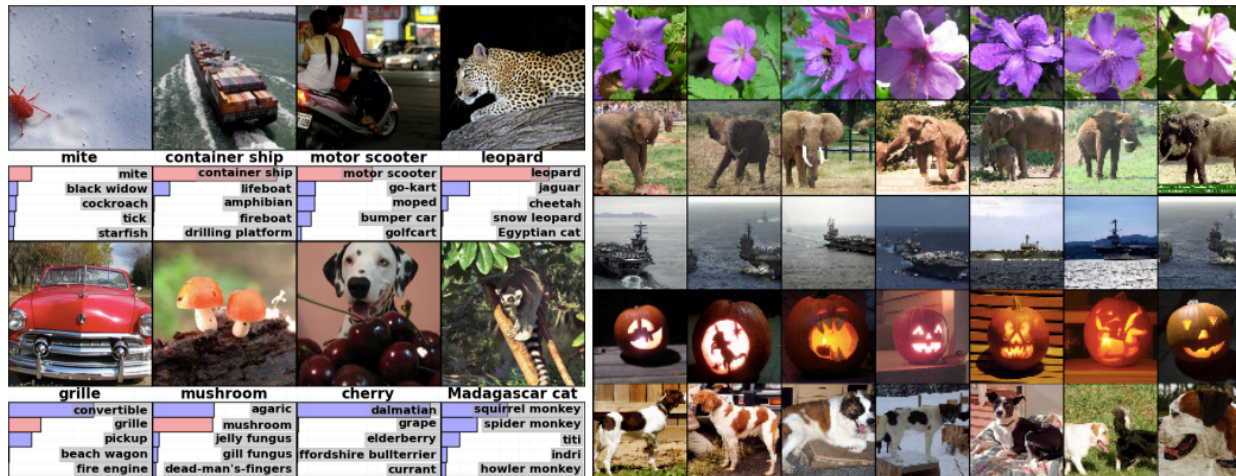 mite container ship motor scooter leopard
mite container ship motor scooter leopard
black widow lifeboat go-kart jaguar
cockroach amphibian moped cheetah
tick fireboat bumper car snow leopard
starfish drilling platform golfcart Egyptian cat
grille mushroom cherry Madagascar cat
convertible agaric dalmatian squirrel monkey
grille mushroom grape spider monkey
pickup jelly fungus elderberry titi
beach wagon gill fungus ffordshire bullterrier indri
fire engine dead-man's-fingers currant howler monkey